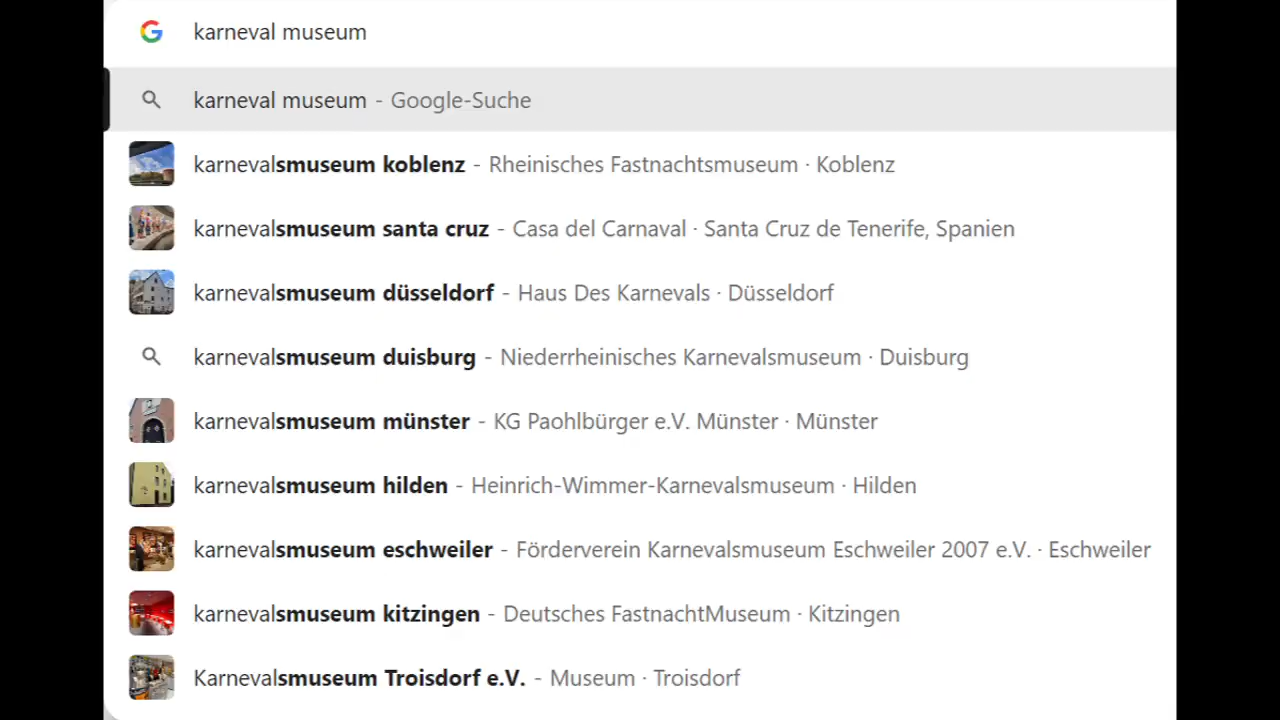 karneval museum
karneval museum - Google-Suche
karnevalsmuseum koblenz - Rheinisches Fastnachtsmuseum · Koblenz
karnevalsmuseum santa cruz - Casa del Carnaval · Santa Cruz de Tenerife, Spanien
karnevalsmuseum düsseldorf - Haus Des Karnevals · Düsseldorf
karnevalsmuseum duisburg - Niederrheinisches Karnevalsmuseum · Duisburg
karnevalsmuseum münster - KG Paohlbürger e.V. Münster · Münster
karnevalsmuseum hilden - Heinrich-Wimmer-Karnevalsmuseum · Hilden
karnevalsmuseum eschweiler - Förderverein Karnevalsmuseum Eschweiler 2007 e.V. · Eschweiler
karnevalsmuseum kitzingen - Deutsches FastnachtMuseum · Kitzingen
Karnevalsmuseum Troisdorf e.V. - Museum · Troisdorf